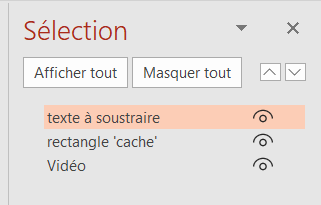 Sélection
Afficher tout Masquer tout
texte à soustraire
rectangle 'cache'
Vidéo